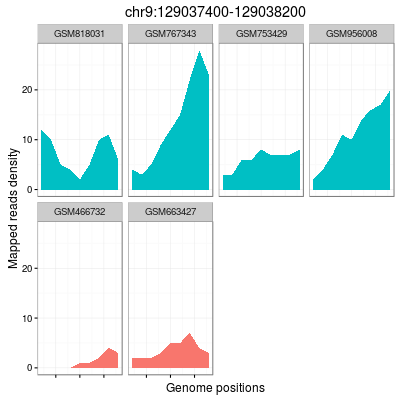 chr9:129037400-129038200
GSM818031 GSM767343 GSM753429 GSM956008
20
10
0
Mapped reads density
GSM466732 GSM663427
20
10
0
Genome positions